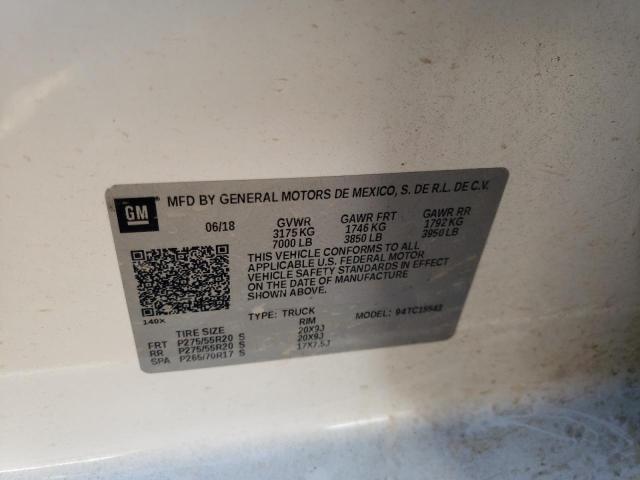 GM MFD BY GENERAL MOTORS DE MEXICO, S. DE R.L. DE C.V.
06/18 GVWR GAWR FRT GAWR RR
3175 KG 1746 KG 1792 KG
7000 LB 3850 LB 3950 LB
THIS VEHICLE CONFORMS TO ALL
APPLICABLE U.S. FEDERAL MOTOR
VEHICLE SAFETY STANDARDS IN EFFECT
ON THE DATE OF MANUFACTURE
SHOWN ABOVE.
140X TYPE: TRUCK MODEL: 94TC15543
TIRE SIZE RIM
FRT P275/55R20 S 20X9J
RR P275/55R20 S 20X9J
SPA P265/70R17 S 17X7.5J